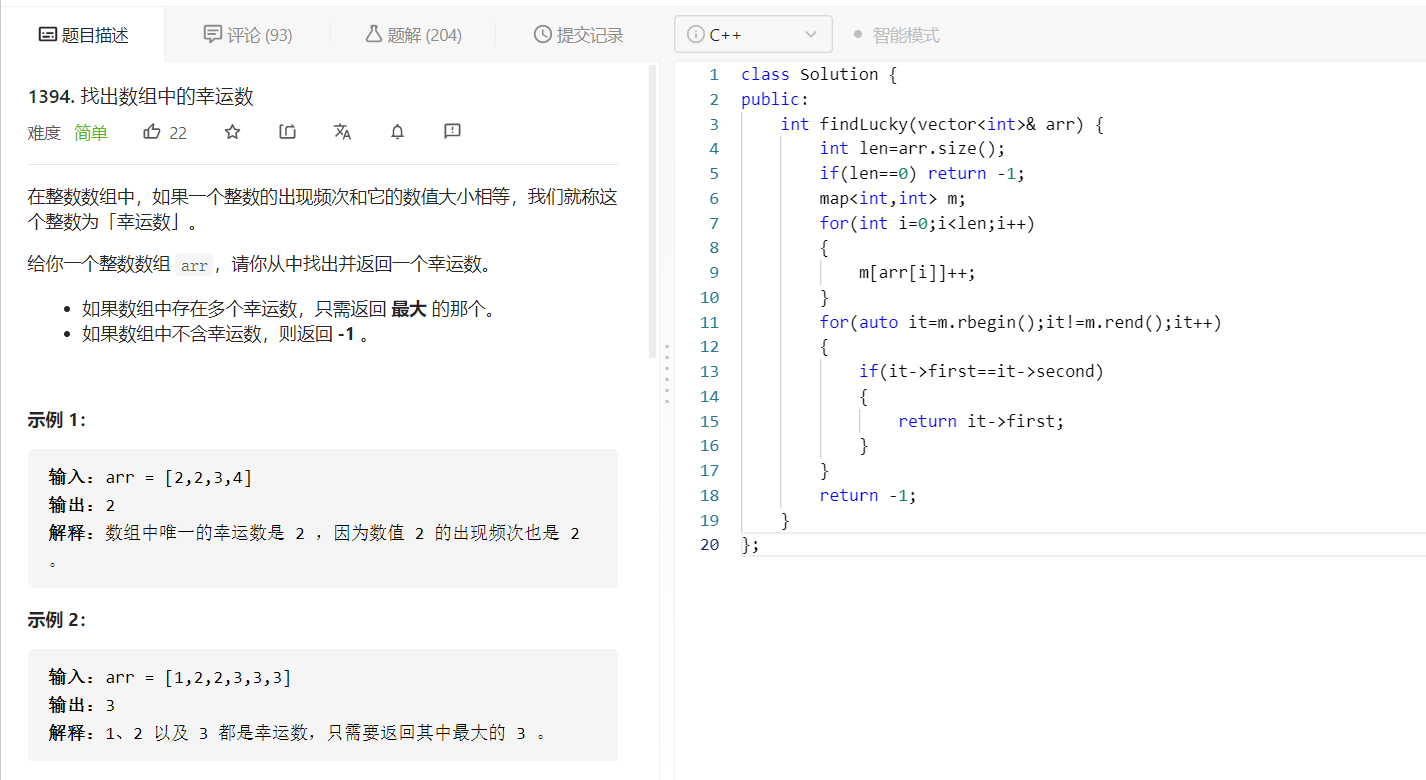 题目描述
评论 (93)
题解 (204)
提交记录
C++
智能模式
1394. 找出数组中的幸运数
难度 简单 22
在整数数组中，如果一个整数的出现频次和它的数值大小相等，我们就称这
个整数为「幸运数」。
给你一个整数数组 arr，请你从中找出并返回一个幸运数。
如果数组中存在多个幸运数，只需返回 最大 的那个。
如果数组中不含幸运数，则返回 -1 。
示例 1：
输入：arr = [2,2,3,4]
输出：2
解释：数组中唯一的幸运数是 2 ，因为数值 2 的出现频次也是 2
。
示例 2：
输入：arr = [1,2,2,3,3,3]
输出：3
解释：1、2 以及 3 都是幸运数，只需要返回其中最大的 3 。
1 class Solution {
2 public:
3     int findLucky(vector<int>& arr) {
4         int len=arr.size();
5         if(len==0) return -1;
6         map<int,int> m;
7         for(int i=0;i<len;i++)
8         {
9             m[arr[i]]++;
10         }
11         for(auto it=m.rbegin();it!=m.rend();it++)
12         {
13             if(it->first==it->second)
14             {
15                 return it->first;
16             }
17         }
18         return -1;
19     }
20 };